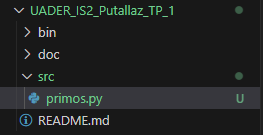 UADER_IS2_Putallaz_TP_1
bin
doc
src
primos.py U
README.md